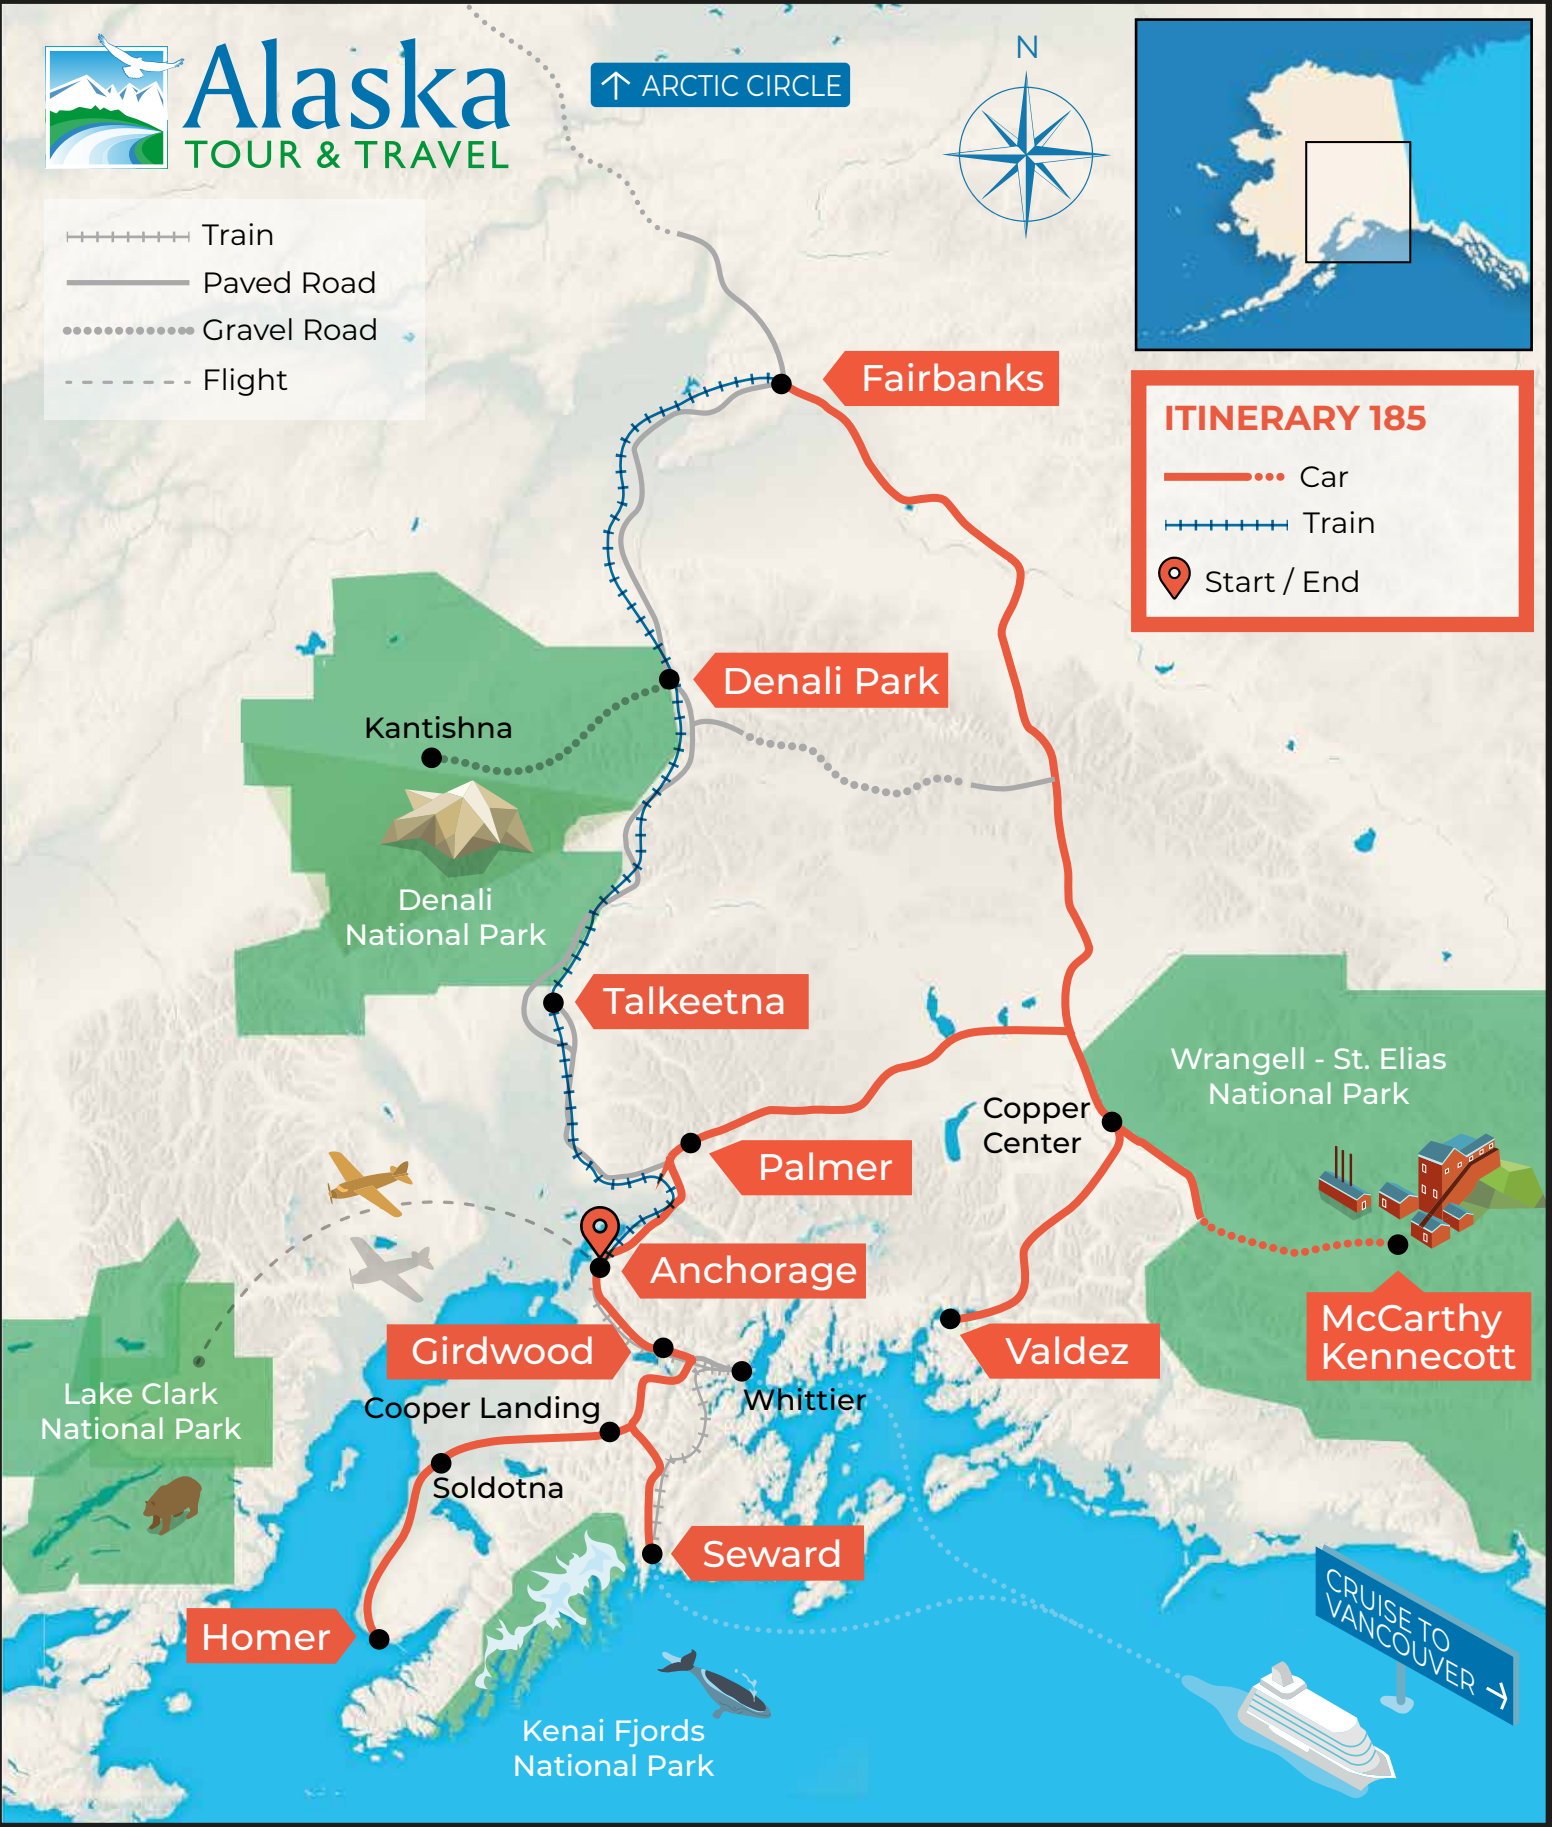 Alaska
TOUR & TRAVEL
↑ ARCTIC CIRCLE
N
Train
Paved Road
Gravel Road
Flight
Fairbanks
ITINERARY 185
Car
Train
Start / End
Denali Park
Kantishna
Denali
National Park
Talkeetna
Wrangell - St. Elias
National Park
Copper
Center
Palmer
Anchorage
McCarthy
Kennecott
Girdwood
Valdez
Whittier
Lake Clark
National Park
Cooper Landing
Soldotna
Seward
Homer
CRUISE TO
VANCOUVER →
Kenai Fjords
National Park